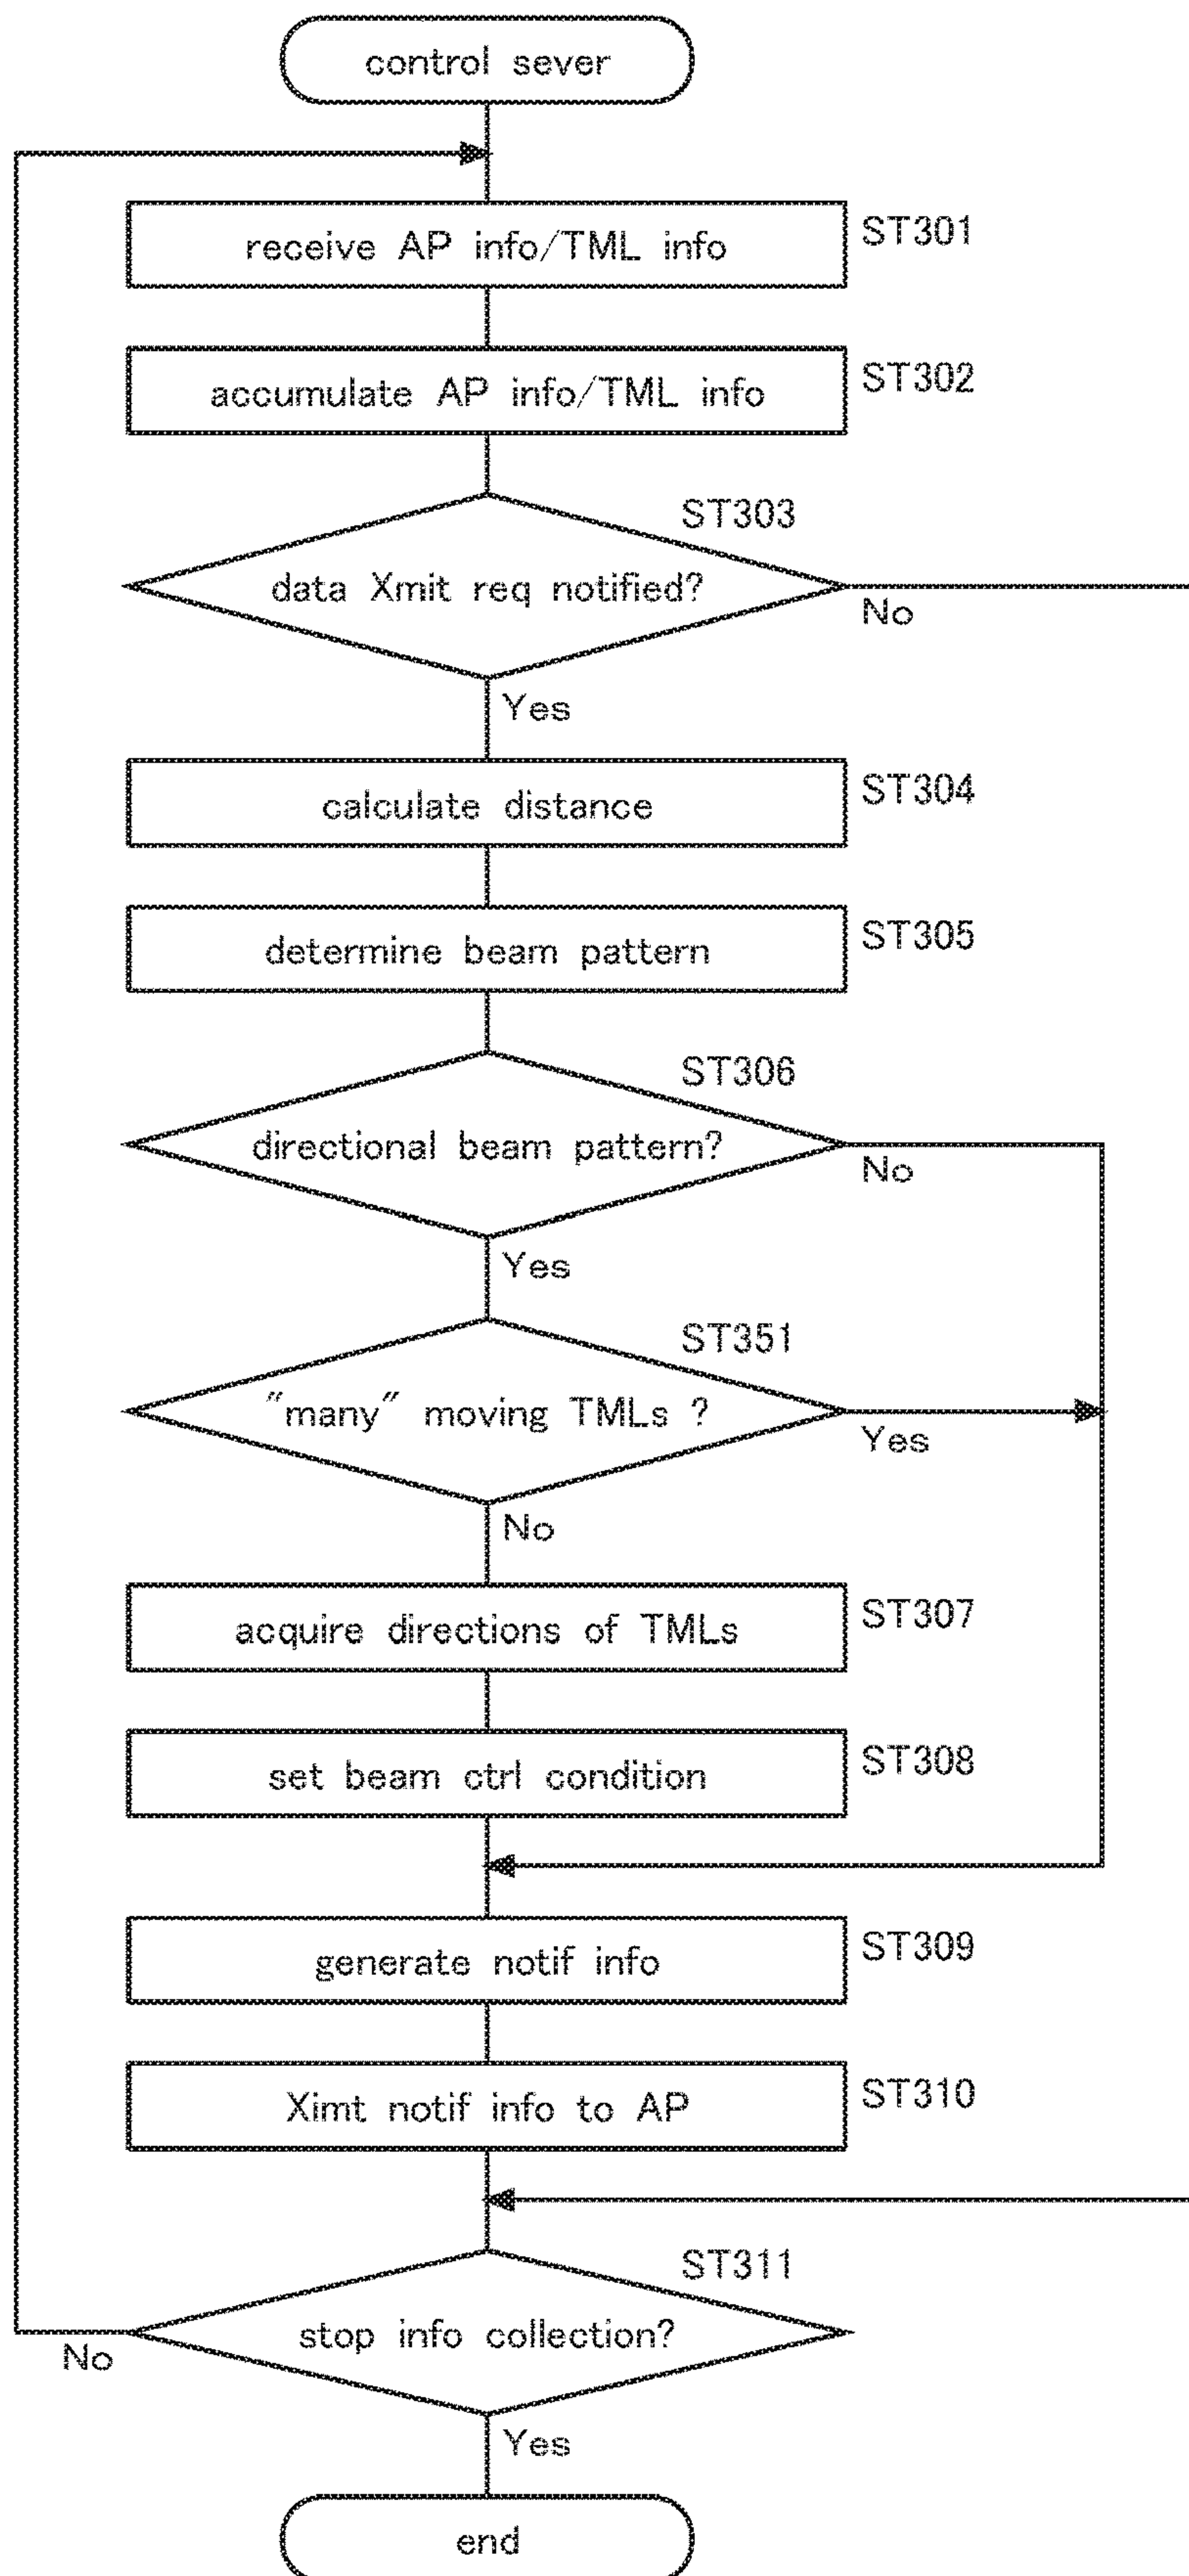 control sever
receive AP info/TML info
ST301
accumulate AP info/TML info
ST302
ST303
data Xmit req notified?
No
Yes
calculate distance
ST304
determine beam pattern
ST305
ST306
directional beam pattern?
No
Yes
ST351
"many" moving TMLs ?
Yes
No
acquire directions of TMLs
ST307
set beam ctrl condition
ST308
generate notif info
ST309
Ximt notif info to AP
ST310
ST311
stop info collection?
No
Yes
end